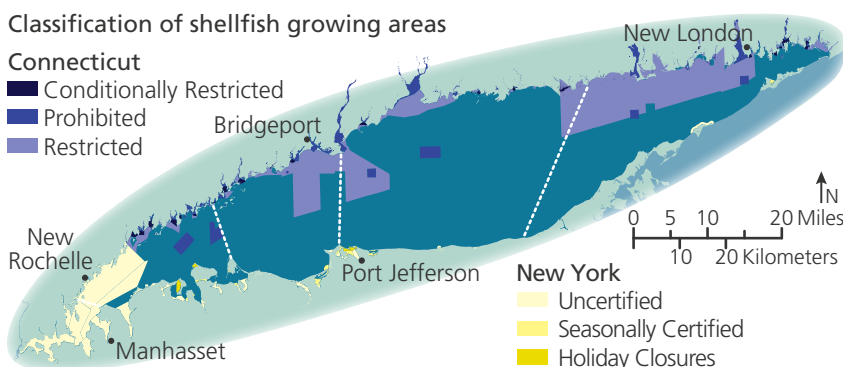 Classification of shellfish growing areas
Connecticut
Conditionally Restricted
Prohibited
Restricted
New London
Bridgeport
New
Rochelle
Manhasset
Port Jefferson
N
0 5 10 20 Miles
10 20 Kilometers
New York
Uncertified
Seasonally Certified
Holiday Closures